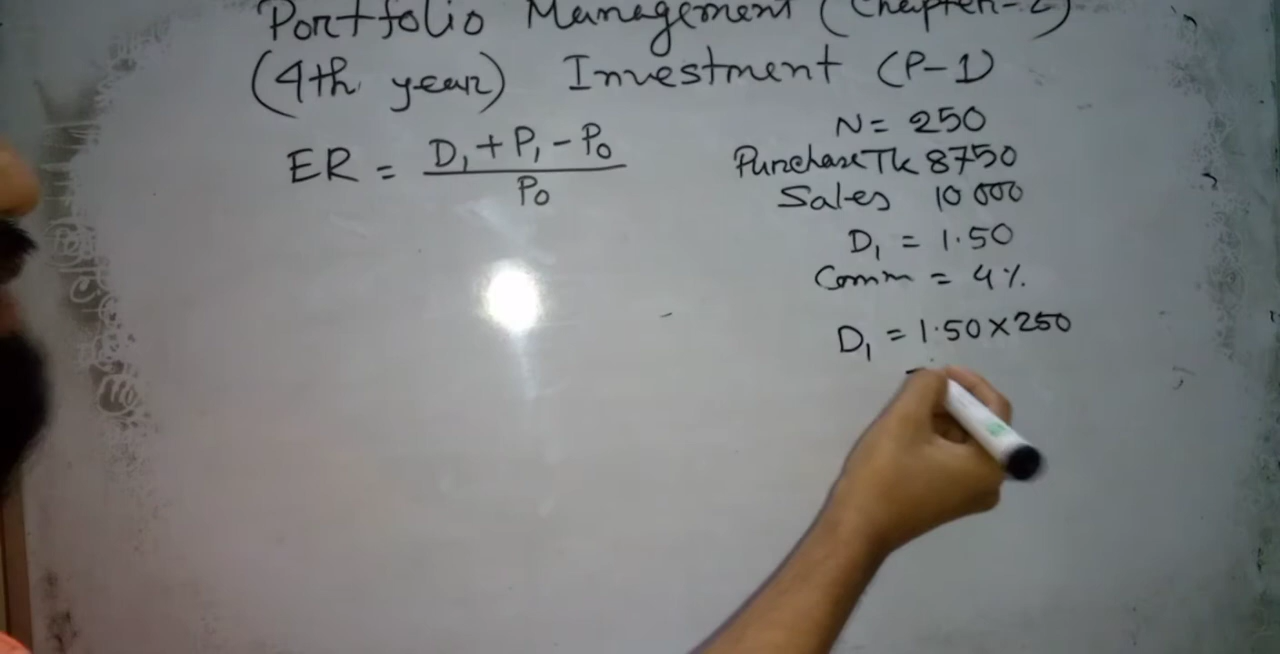 Portfolio Management (Chapter-2)
(4th year) Investment (P-1)
ER = D₁ + P₁ - P₀ / P₀
N = 250
Purchase Tk 8750
Sales 10 000
D₁ = 1.50
Comm = 4%
D₁ = 1.50 × 250
=